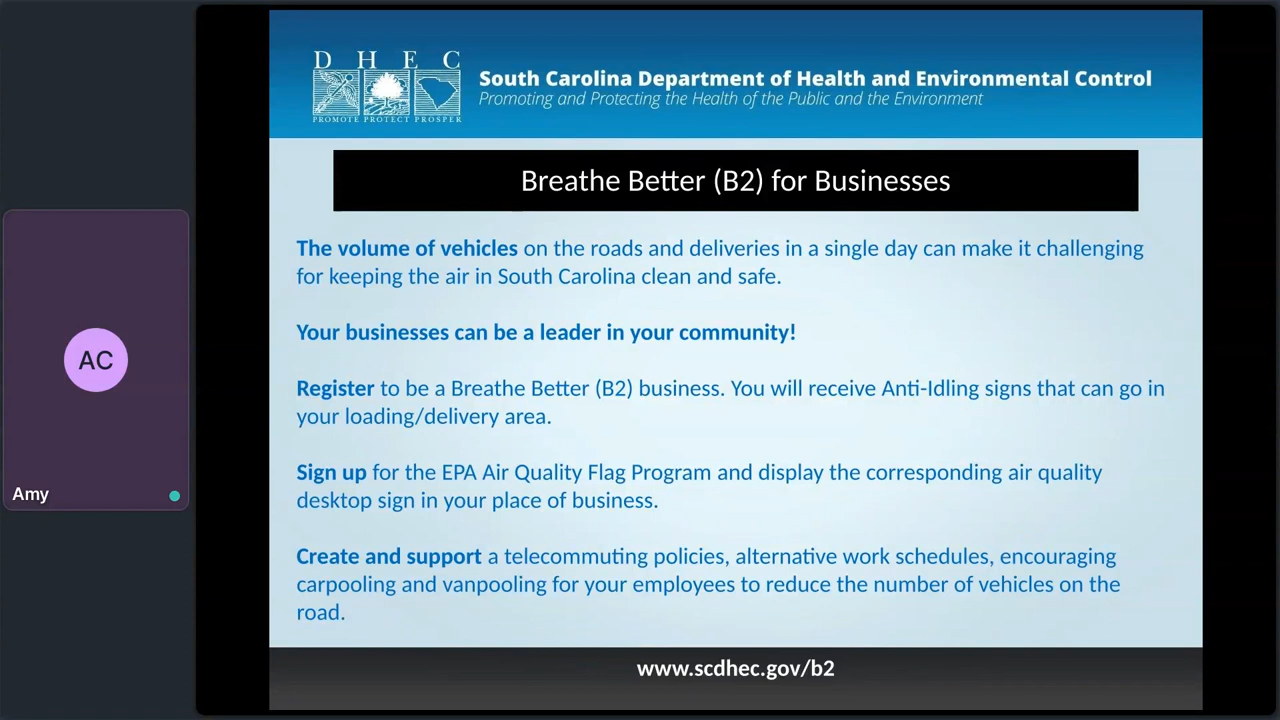 D H E C
PROMOTE PROTECT PROSPER
South Carolina Department of Health and Environmental Control
Promoting and Protecting the Health of the Public and the Environment
Breathe Better (B2) for Businesses
The volume of vehicles on the roads and deliveries in a single day can make it challenging
for keeping the air in South Carolina clean and safe.
Your businesses can be a leader in your community!
Register to be a Breathe Better (B2) business. You will receive Anti-Idling signs that can go in
your loading/delivery area.
Sign up for the EPA Air Quality Flag Program and display the corresponding air quality
desktop sign in your place of business.
Create and support a telecommuting policies, alternative work schedules, encouraging
carpooling and vanpooling for your employees to reduce the number of vehicles on the
road.
www.scdhec.gov/b2
AC
Amy